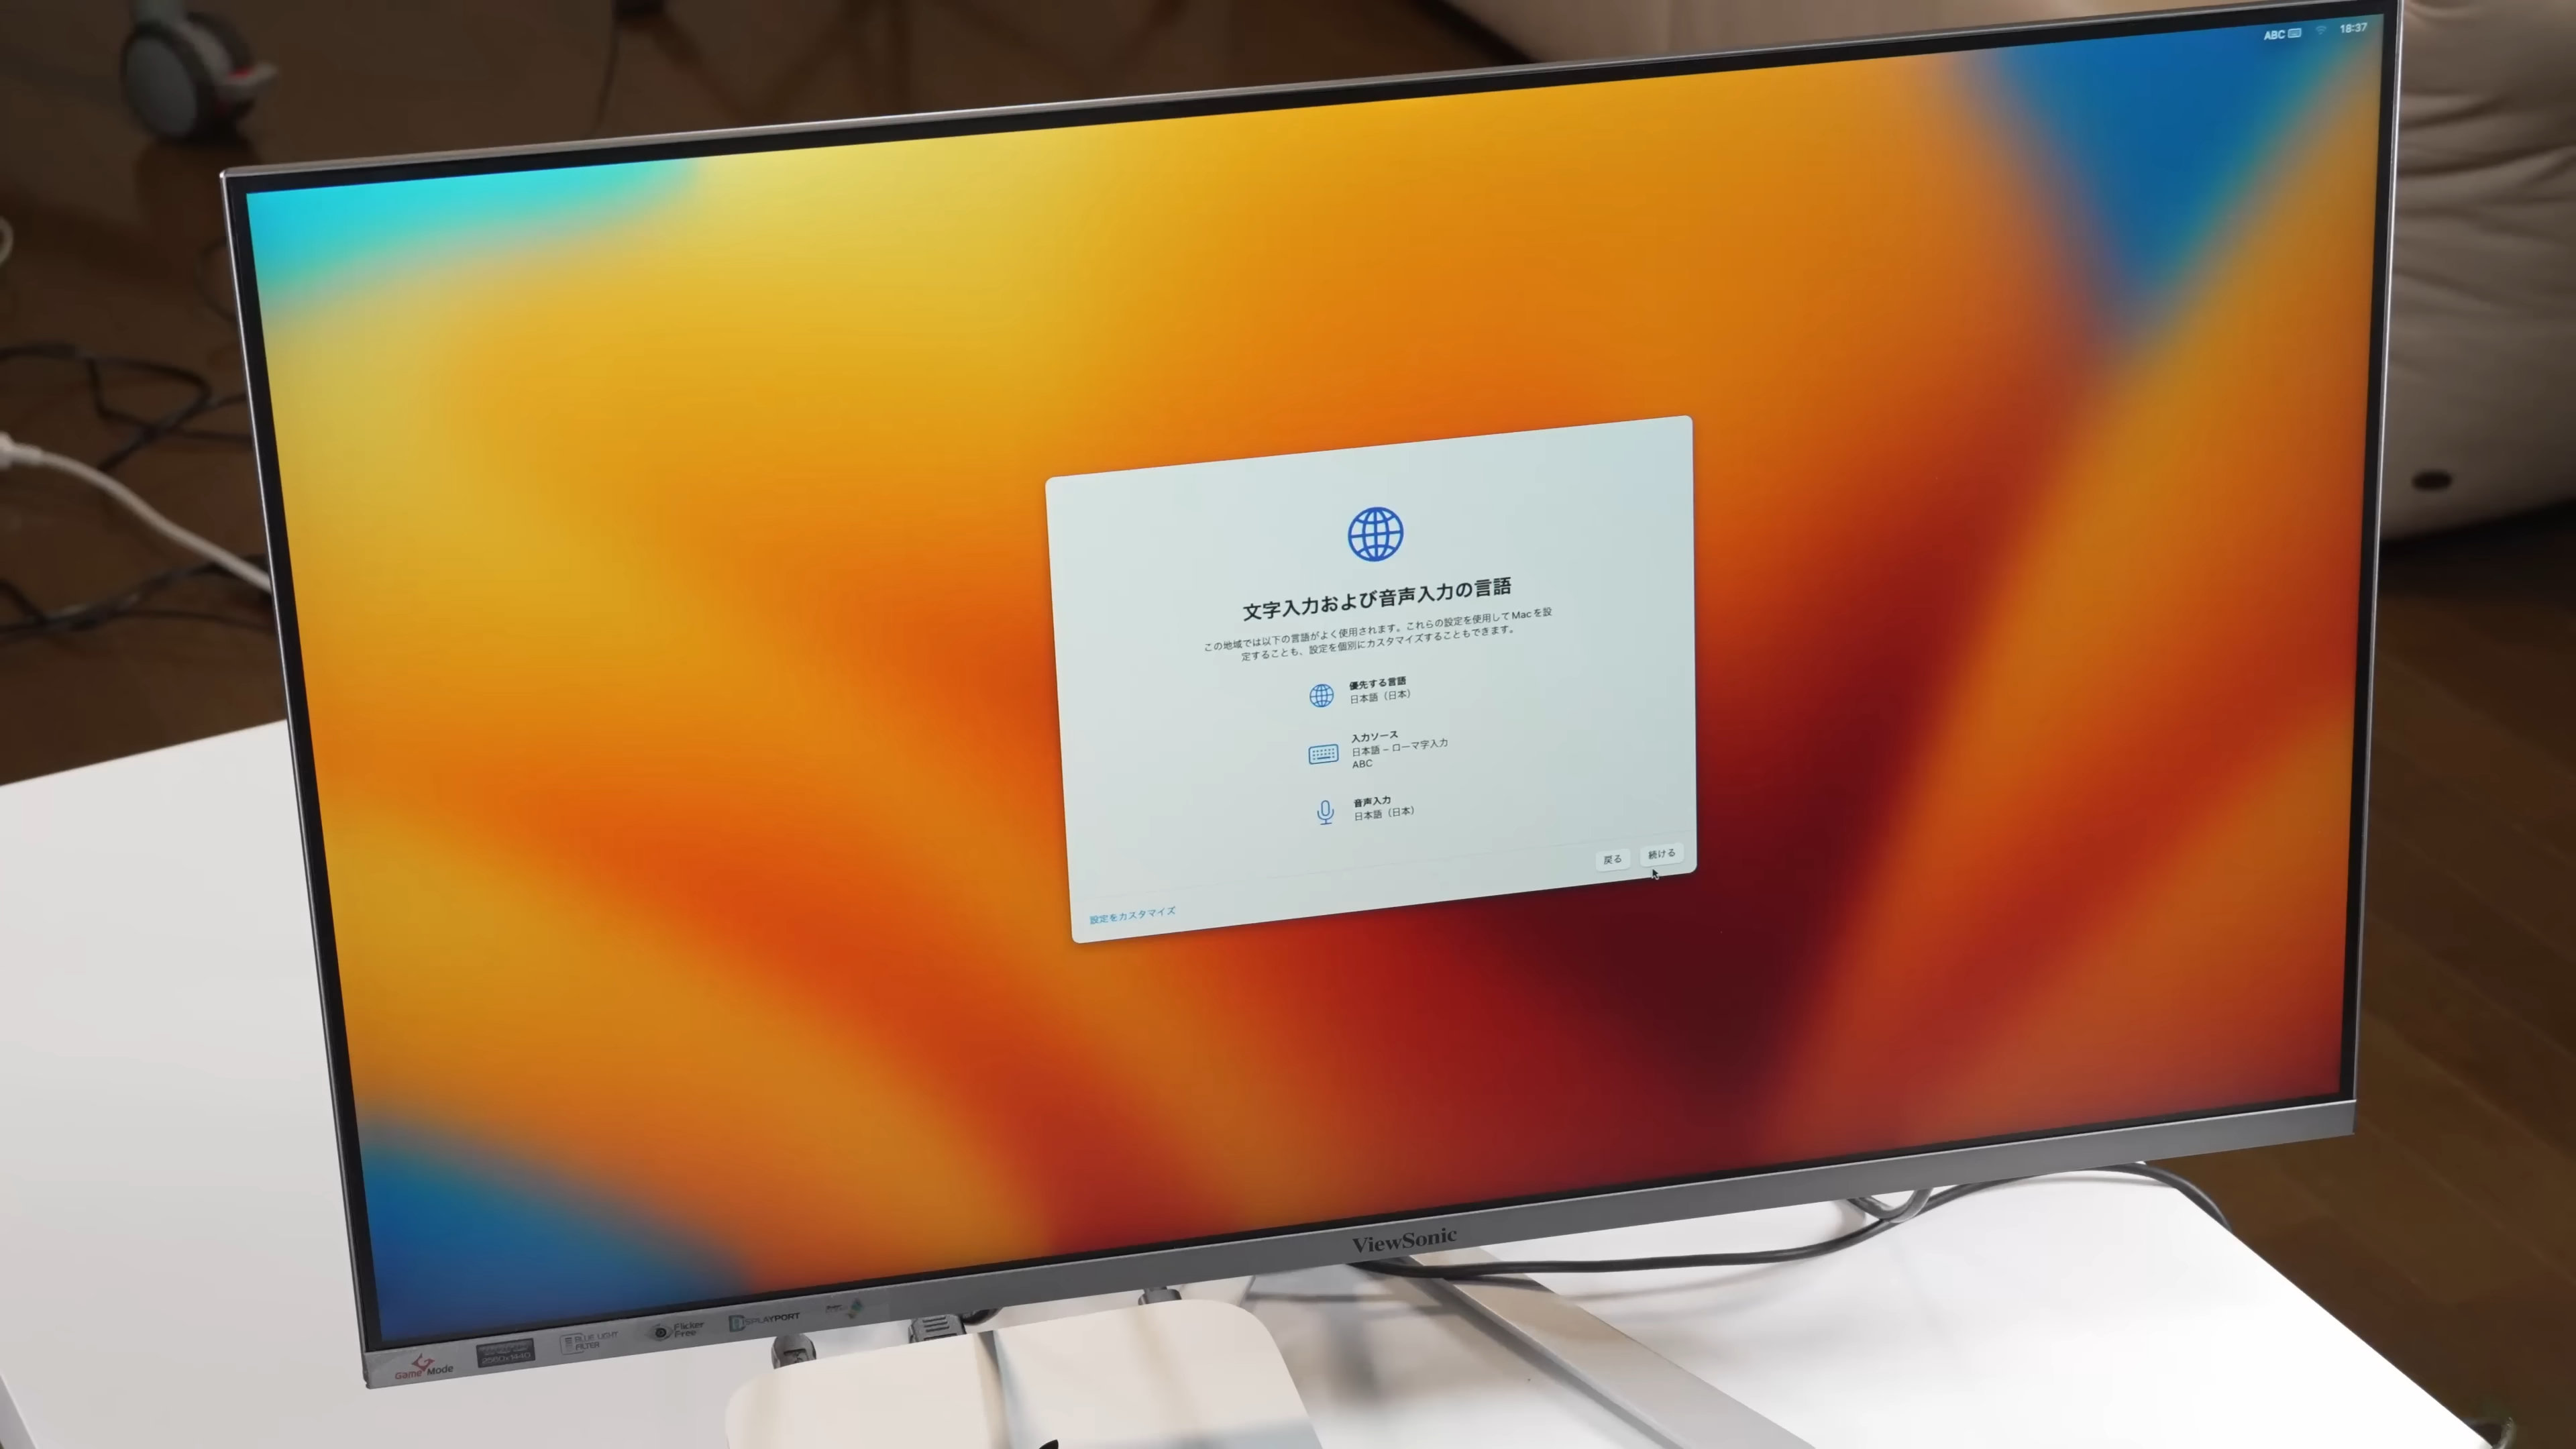 ABC
18:37
文字入力および音声入力の言語
この地域では以下の言語がよく使用されます。これらの設定を使用してMacを設
定することも、設定を個別にカスタマイズすることもできます。
優先する言語
日本語（日本）
入力ソース
日本語 – ローマ字入力
ABC
音声入力
日本語（日本）
戻る
続ける
設定をカスタマイズ
ViewSonic
GameMode
2560x1440
BLUE LIGHT
FILTER
Flicker
Free
DISPLAYPORT